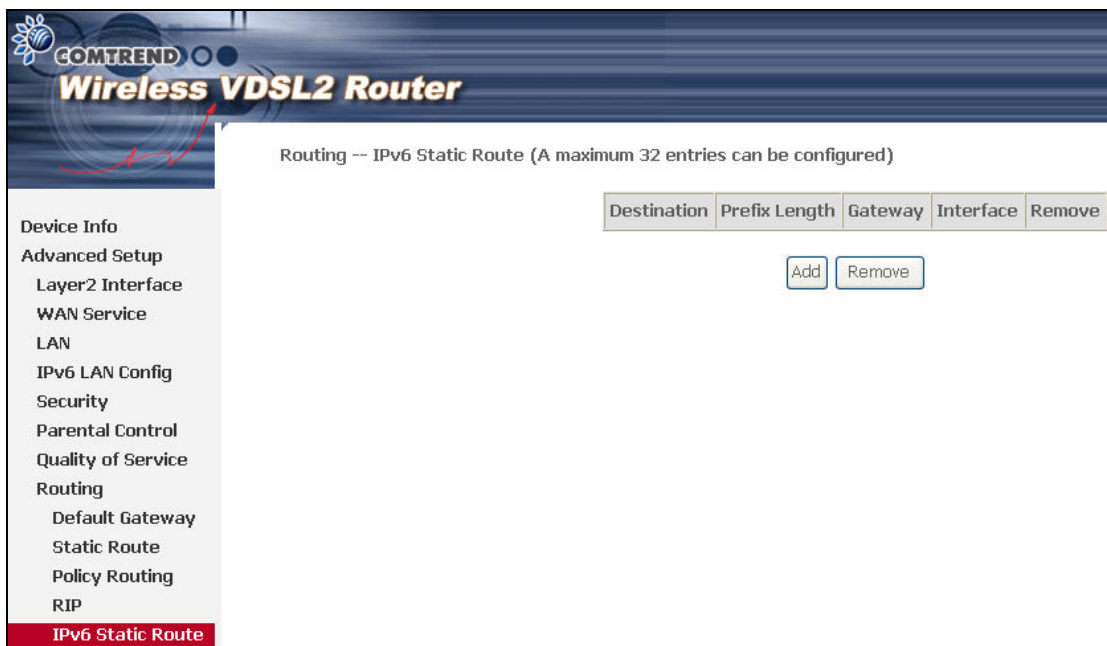 COMTREND
Wireless VDSL2 Router
Routing -- IPv6 Static Route (A maximum 32 entries can be configured)
Destination Prefix Length Gateway Interface Remove
Add Remove
Device Info
Advanced Setup
Layer2 Interface
WAN Service
LAN
IPv6 LAN Config
Security
Parental Control
Quality of Service
Routing
Default Gateway
Static Route
Policy Routing
RIP
IPv6 Static Route